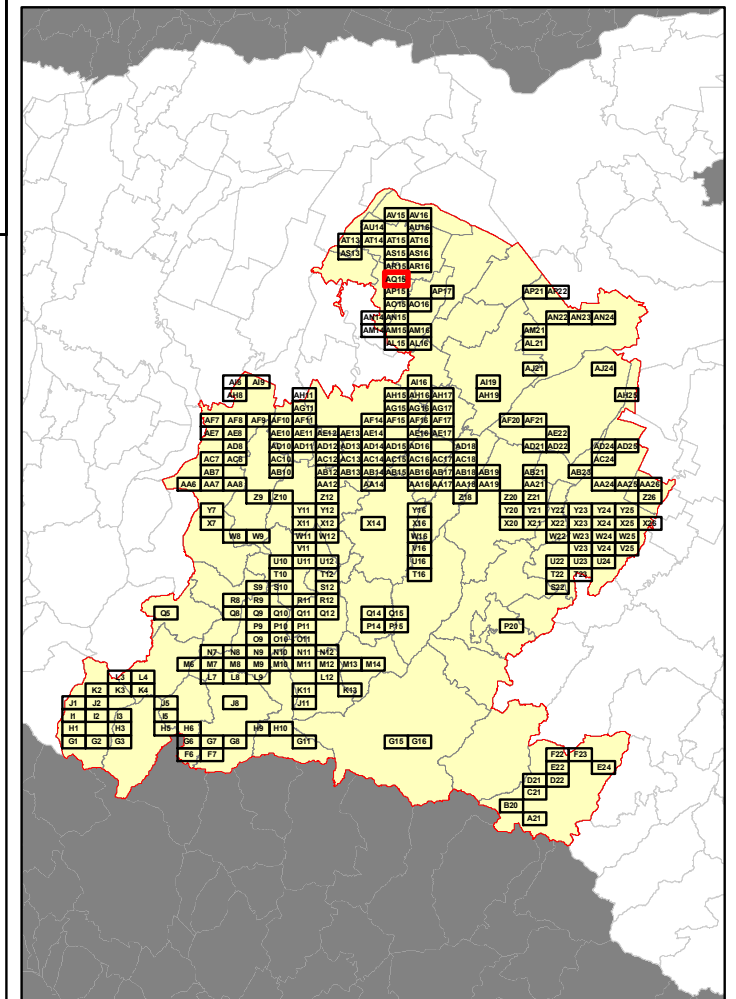 AV15 AV16
AU14 AU16
AT13 AT14 AT15 AT16
AS13 AS15 AS16
AR15 AR16
AQ15
AP15 AP17 AP21 AP22
AO15 AO16
AN14 AN15 AN22 AN23 AN24
AM14 AM15 AM16 AM21
AL15 AL16 AL21
AJ21 AJ24
AI8 AI9 AI16 AI19
AH8 AH11 AH15 AH16 AH17 AH19 AH25
AG11 AG15 AG16 AG17
AF7 AF8 AF9 AF10 AF11 AF14 AF15 AF16 AF17 AF20 AF21
AE7 AE8 AE10 AE11 AE12 AE13 AE14 AE16 AE17 AE22
AD8 AD10 AD11 AD12 AD13 AD14 AD15 AD16 AD18 AD21 AD22 AD24 AD25
AC7 AC8 AC10 AC12 AC13 AC14 AC15 AC16 AC17 AC18 AC24
AB7 AB10 AB12 AB13 AB14 AB15 AB16 AB17 AB18 AB19 AB21 AB23
AA6 AA7 AA8 AA12 AA14 AA16 AA17 AA18 AA19 AA21 AA24 AA25 AA26
Z9 Z10 Z12 Z18 Z20 Z21 Z26
Y7 Y11 Y12 Y16 Y20 Y21 Y22 Y23 Y24 Y25
X7 X11 X12 X14 X16 X20 X21 X22 X23 X24 X25 X26
W8 W9 W11 W12 W16 W22 W23 W24 W25
V11 V16 V23 V24 V25
U10 U11 U12 U16 U22 U23 U24
T10 T12 T16 T22 T23
S9 S10 S12 S22
R8 R9 R11 R12
Q5 Q8 Q9 Q10 Q11 Q12 Q14 Q15
P9 P10 P11 P14 P15 P20
O9 O10 O11
N7 N8 N9 N10 N11 N12
M6 M7 M8 M9 M10 M11 M12 M13 M14
L3 L4 L7 L8 L9 L12
K2 K3 K4 K11 K13
J1 J2 J5 J8 J11
I1 I2 I3 I5
H1 H3 H5 H6 H9 H10
G1 G2 G3 G6 G7 G8 G11 G15 G16
F6 F7 F22 F23
E22 E24
D21 D22
C21
B20
A21